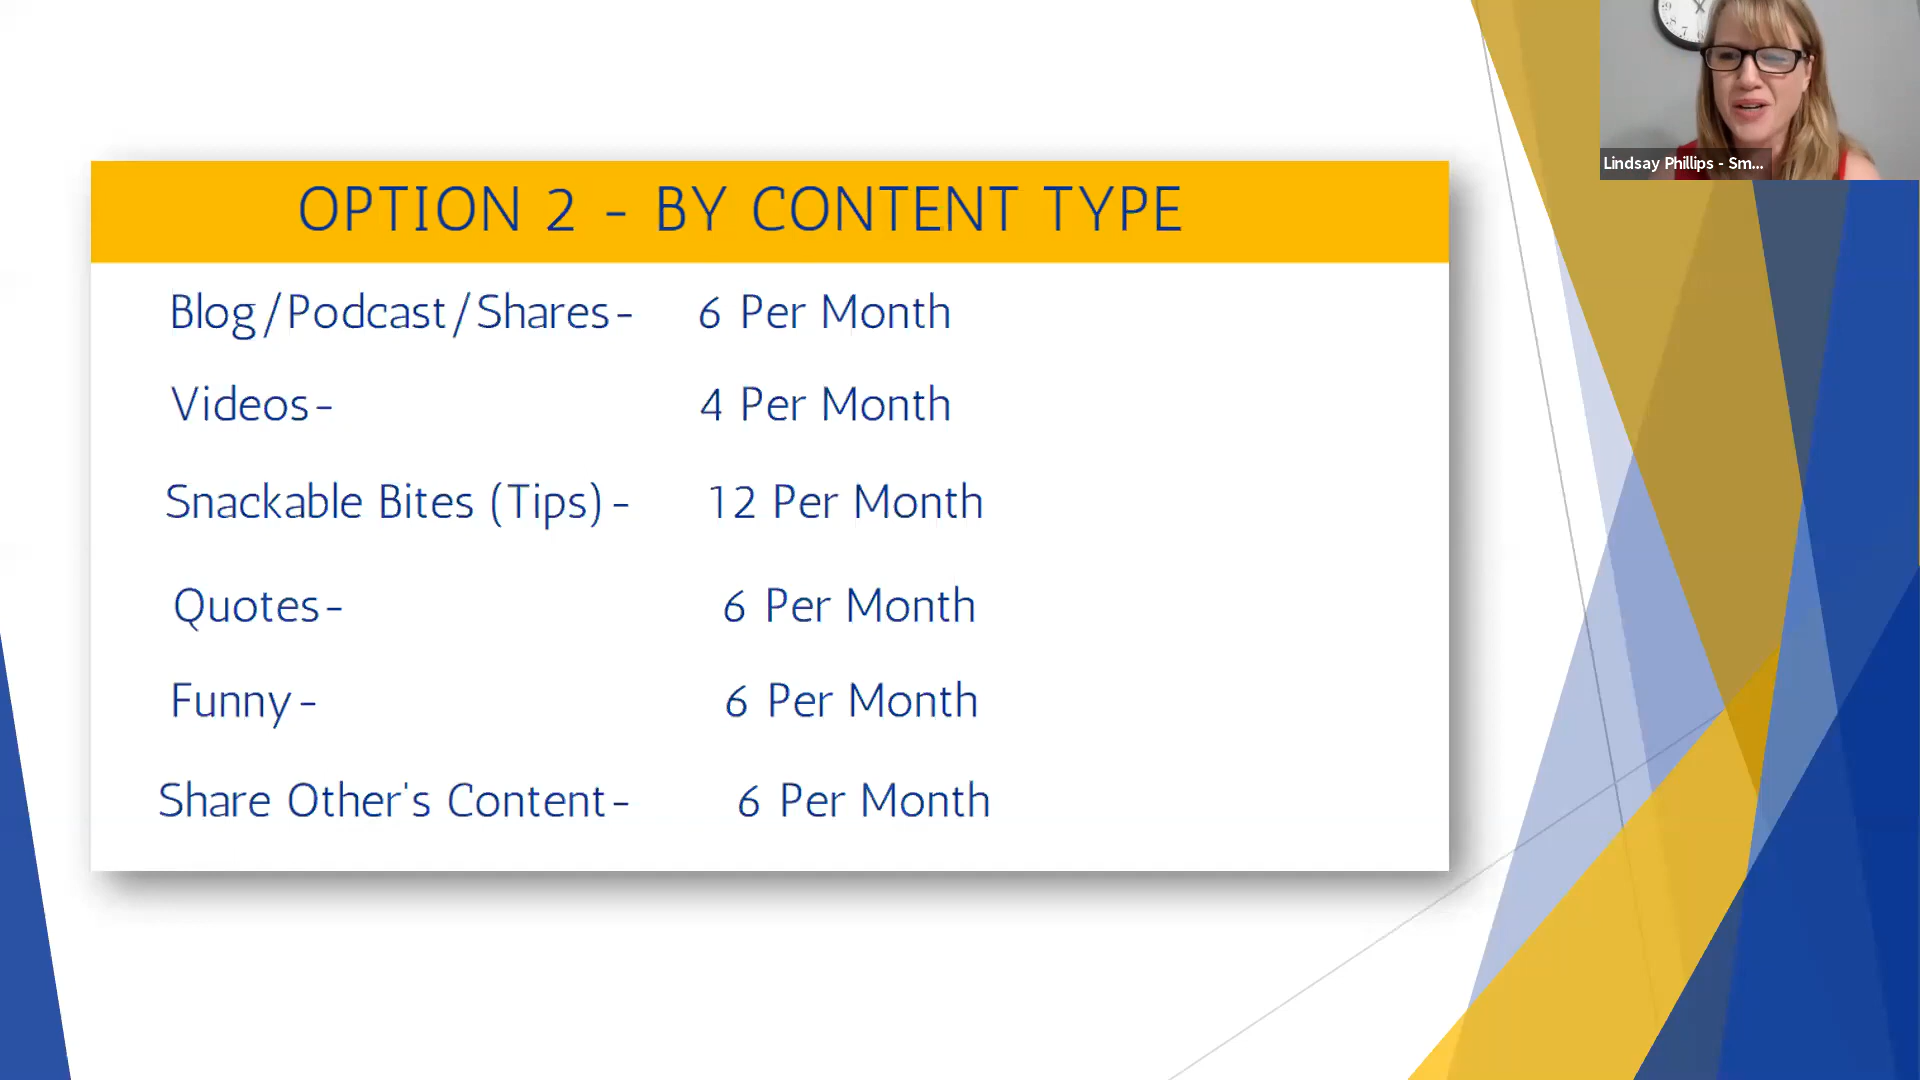 OPTION 2 - BY CONTENT TYPE
Blog/Podcast/Shares- 6 Per Month
Videos- 4 Per Month
Snackable Bites (Tips)- 12 Per Month
Quotes- 6 Per Month
Funny- 6 Per Month
Share Other's Content- 6 Per Month
Lindsay Phillips - Sm...